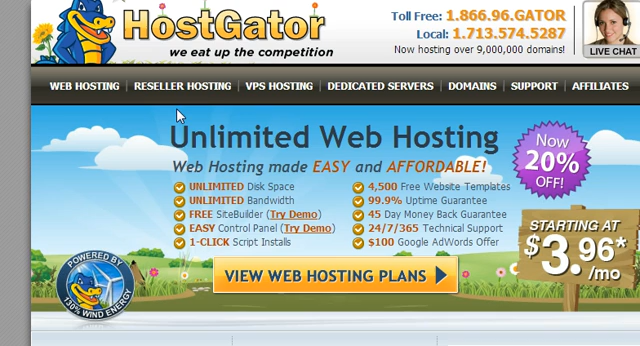 HostGator
we eat up the competition
Toll Free: 1.866.96.GATOR
Local: 1.713.574.5287
Now hosting over 9,000,000 domains!
LIVE CHAT
WEB HOSTING RESELLER HOSTING VPS HOSTING DEDICATED SERVERS DOMAINS SUPPORT AFFILIATES
Unlimited Web Hosting
Web Hosting made EASY and AFFORDABLE!
UNLIMITED Disk Space
UNLIMITED Bandwidth
FREE SiteBuilder (Try Demo)
EASY Control Panel (Try Demo)
1-CLICK Script Installs
4,500 Free Website Templates
99.9% Uptime Guarantee
45 Day Money Back Guarantee
24/7/365 Technical Support
$100 Google AdWords Offer
Now
20%
OFF!
STARTING AT
$3.96*
/mo
VIEW WEB HOSTING PLANS
POWERED BY
130% WIND ENERGY